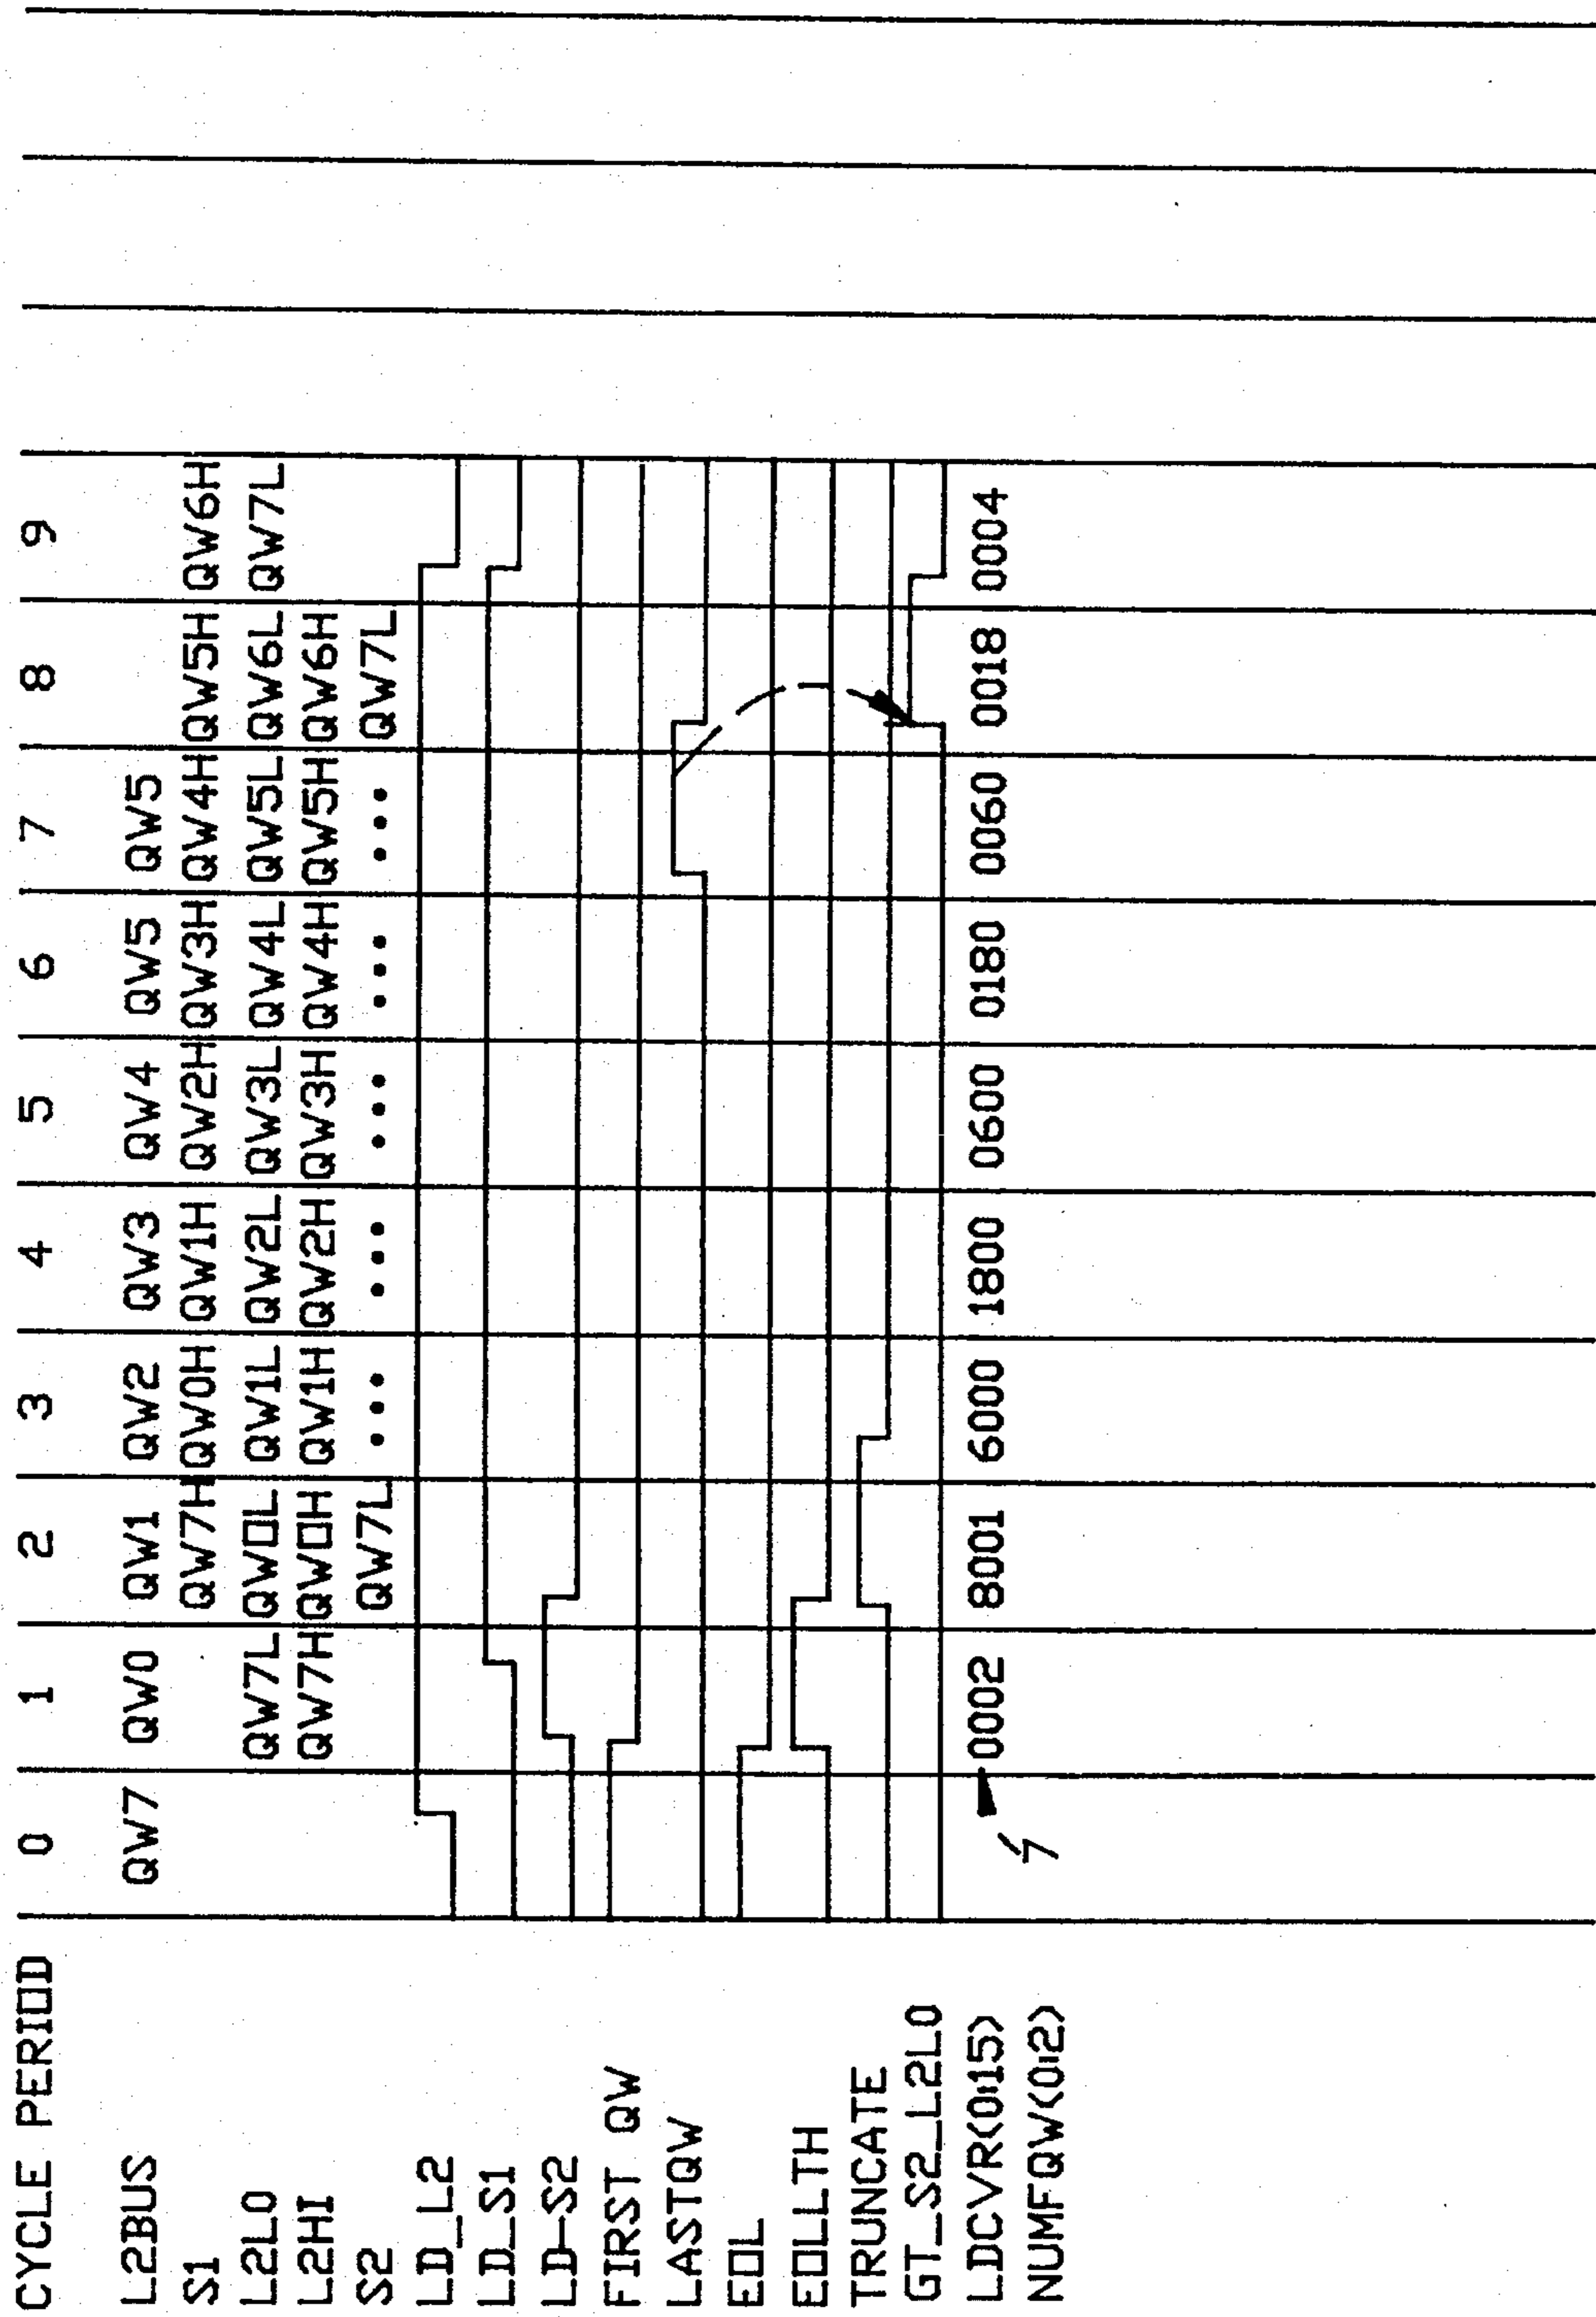 CYCLE PERIOD 0 1 2 3 4 5 6 7 8 9
L2BUS QW7 QW0 QW1 QW2 QW3 QW4 QW5 QW5
S1 QW7H QW0H QW1H QW2H QW3H QW4H QW5H QW6H
L2LO QW7L QW0L QW1L QW2L QW3L QW4L QW5L QW6L QW7L
L2HI QW7H QW0H QW1H QW2H QW3H QW4H QW5H QW6H
S2 QW7L ... ... ... ... ... QW7L
LD_L2
LD_S1
LD-S2
FIRST QW
LASTQW
EOL
EOLLTH
TRUNCATE
GT_S2_L2LO
LDCVR(0:15) 0002 8001 6000 1800 0600 0180 0060 0018 0004
NUMFQW(0:2) 7